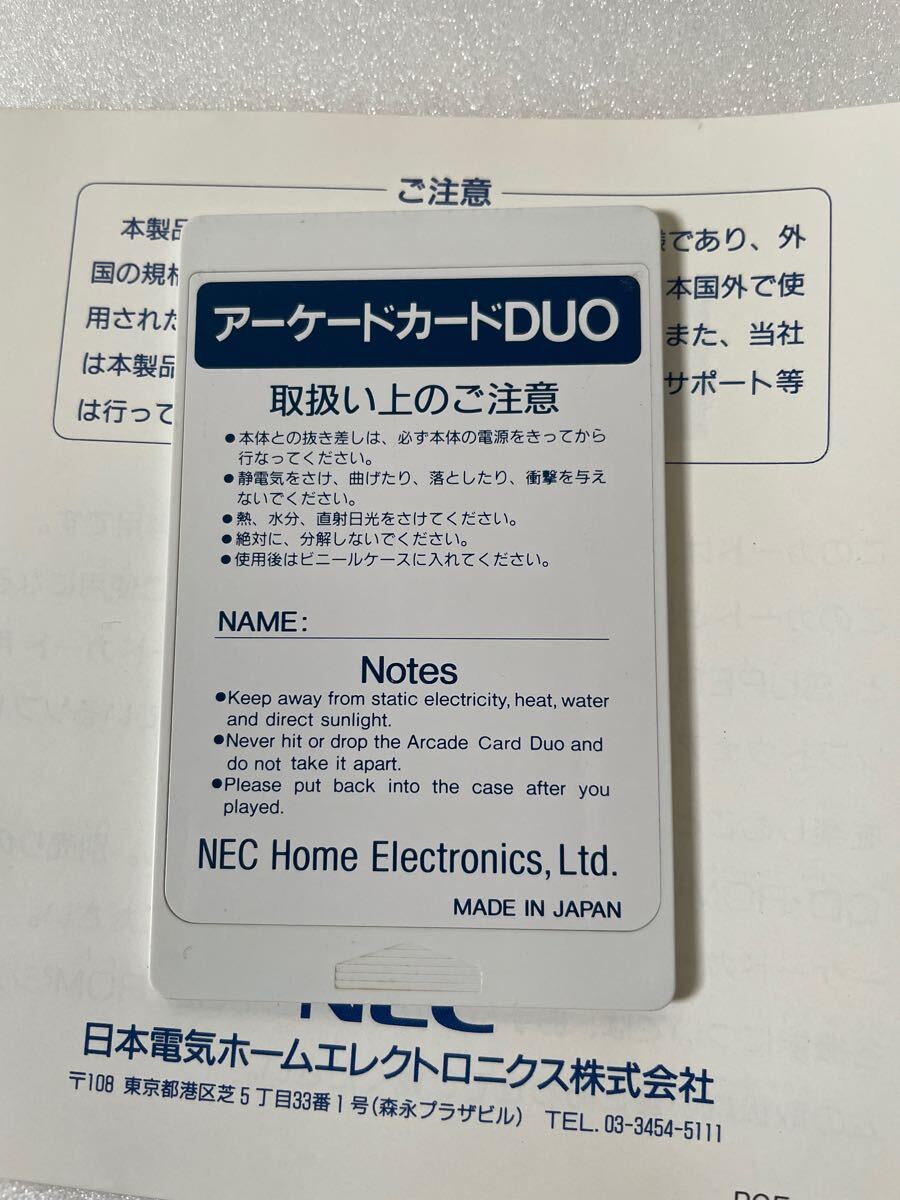 ご注意
本製品 様であり、外
国の規格 本国外で使
用された また、当社
は本製品 サポート等
は行って
アーケードカードDUO
取扱い上のご注意
●本体との抜き差しは、必ず本体の電源をきってから
行なってください。
●静電気をさけ、曲げたり、落としたり、衝撃を与え
ないでください。
●熱、水分、直射日光をさけてください。
●絶対に、分解しないでください。
●使用後はビニールケースに入れてください。
NAME:
Notes
●Keep away from static electricity, heat, water
and direct sunlight.
●Never hit or drop the Arcade Card Duo and
do not take it apart.
●Please put back into the case after you
played.
NEC Home Electronics, Ltd.
MADE IN JAPAN
NEC
日本電気ホームエレクトロニクス株式会社
〒108 東京都港区芝5丁目33番1号(森永プラザビル) TEL. 03-3454-5111